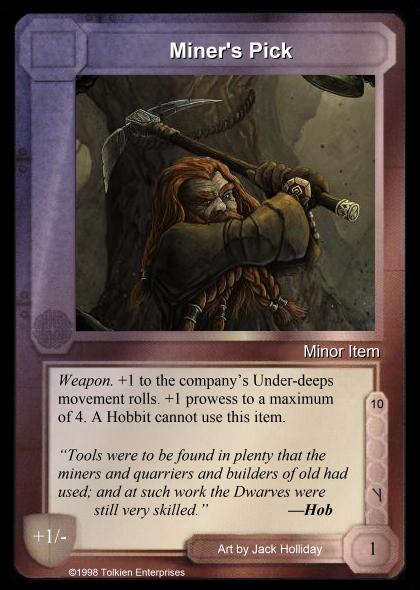 Miner's Pick
Minor Item
Weapon. +1 to the company's Under-deeps
movement rolls. +1 prowess to a maximum
of 4. A Hobbit cannot use this item.
"Tools were to be found in plenty that the
miners and quarriers and builders of old had
used; and at such work the Dwarves were
still very skilled." —Hob
10
+1/-
Art by Jack Holliday
1
©1998 Tolkien Enterprises